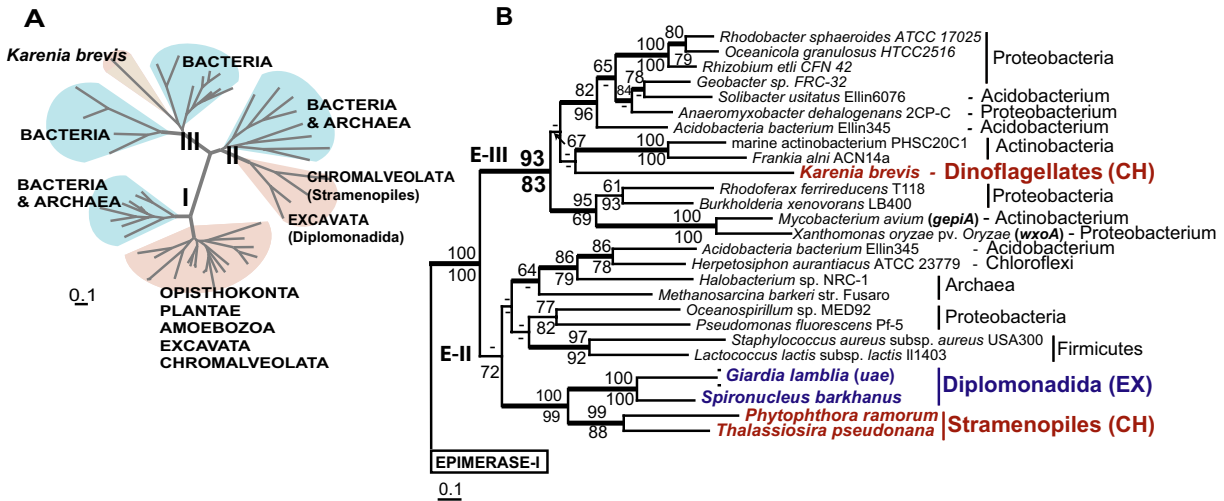 A
Karenia brevis
BACTERIA
BACTERIA
& ARCHAEA
BACTERIA
III
II
CHROMALVEOLATA
(Stramenopiles)
I
BACTERIA
& ARCHAEA
EXCAVATA
(Diplomonadida)
0.1
OPISTHOKONTA
PLANTAE
AMOEBOZOA
EXCAVATA
CHROMALVEOLATA
B
80 Rhodobacter sphaeroides ATCC 17025
100 Oceanicola granulosus HTCC2516
Proteobacteria
79
100 Rhizobium etli CFN 42
65
-
78 Geobacter sp. FRC-32
84
-
Solibacter usitatus Ellin6076 - Acidobacterium
82
96
Anaeromyxobacter dehalogenans 2CP-C - Proteobacterium
Acidobacteria bacterium Ellin345 - Acidobacterium
-
-
67
-
100 marine actinobacterium PHSC20C1
Actinobacteria
100 Frankia alni ACN14a
E-III 93
83
Karenia brevis - Dinoflagellates (CH)
61 Rhodoferax ferrireducens T118
Proteobacteria
95 93 Burkholderia xenovorans LB400
69
100 Mycobacterium avium (gepiA) - Actinobacterium
100 Xanthomonas oryzae pv. Oryzae (wxoA) - Proteobacterium
86 Acidobacteria bacterium Ellin345 - Acidobacterium
86 78 Herpetosiphon aurantiacus ATCC 23779 - Chloroflexi
100
100
64 79 Halobacterium sp. NRC-1
Archaea
-
Methanosarcina barkeri str. Fusaro
-
-
77 Oceanospirillum sp. MED92
Proteobacteria
-
-
82 Pseudomonas fluorescens Pf-5
97 Staphylococcus aureus subsp. aureus USA300
Firmicutes
92 Lactococcus lactis subsp. lactis Il1403
E-II -
72
100 Giardia lamblia (uae)
Diplomonadida (EX)
100 100 Spironucleus barkhanus
99
99 Phytophthora ramorum
Stramenopiles (CH)
88 Thalassiosira pseudonana
EPIMERASE-I
0.1